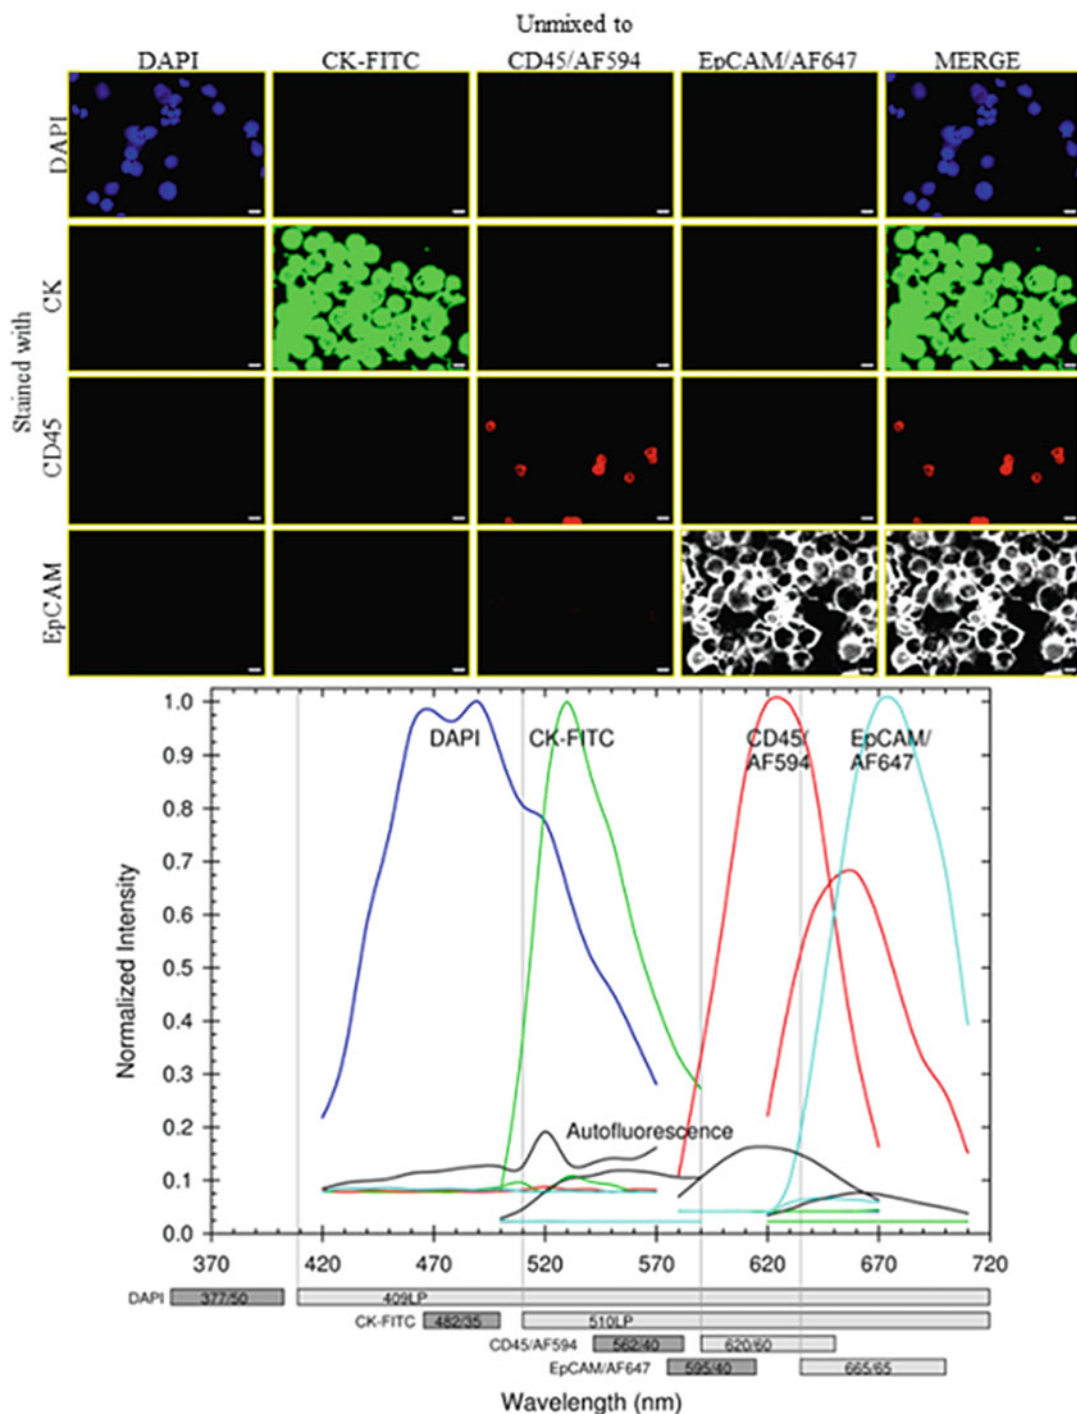 Unmixed to
DAPI CK-FITC CD45/AF594 EpCAM/AF647 MERGE
Stained with
DAPI
CK
CD45
EpCAM
1.0
0.9
0.8
0.7
0.6
0.5
0.4
0.3
0.2
0.1
0.0
Normalized Intensity
DAPI CK-FITC CD45/ EpCAM/
AF594 AF647
Autofluorescence
370 420 470 520 570 620 670 720
DAPI 377/50 409LP
CK-FITC 482/35 510LP
CD45/AF594 562/40 620/60
EpCAM/AF647 595/40 665/65
Wavelength (nm)